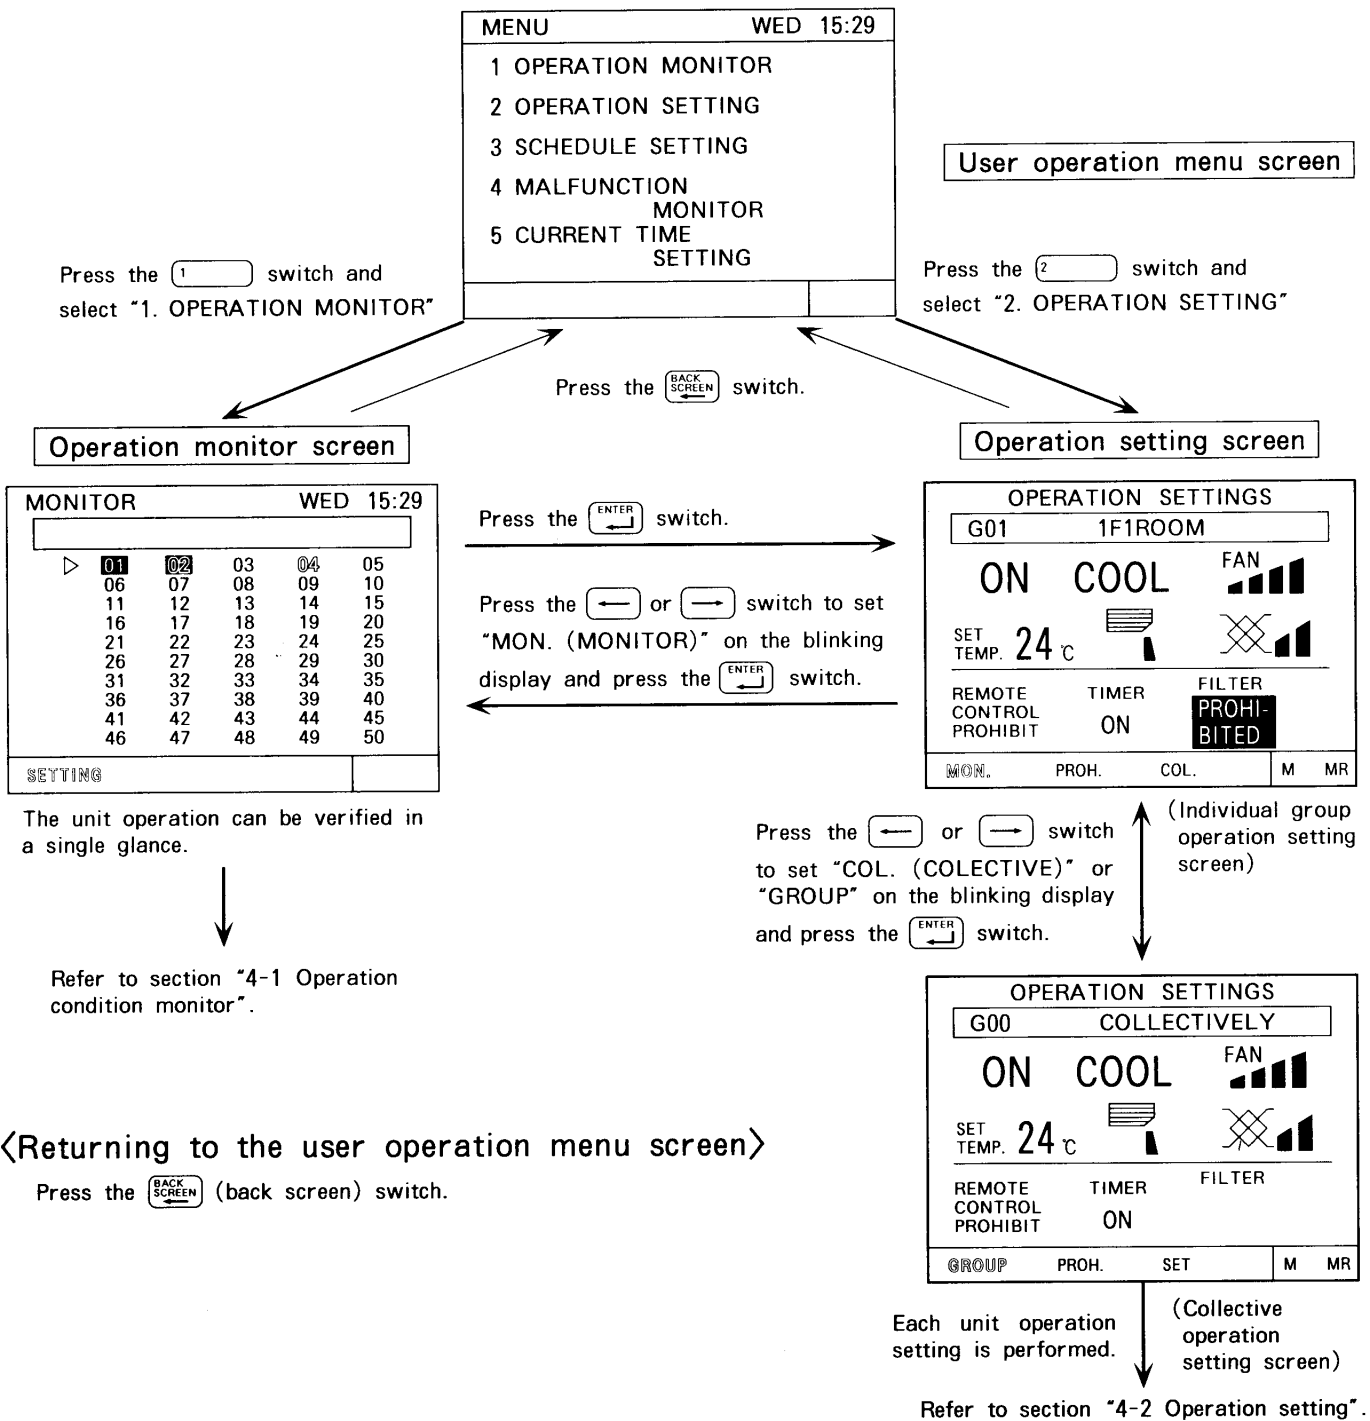 MENU WED 15:29
1 OPERATION MONITOR
2 OPERATION SETTING
3 SCHEDULE SETTING
4 MALFUNCTION
MONITOR
5 CURRENT TIME
SETTING
User operation menu screen
Press the 1 switch and
select "1. OPERATION MONITOR"
Press the 2 switch and
select "2. OPERATION SETTING"
Press the BACK SCREEN switch.
Operation monitor screen
MONITOR WED 15:29
01 02 03 04 05
06 07 08 09 10
11 12 13 14 15
16 17 18 19 20
21 22 23 24 25
26 27 28 29 30
31 32 33 34 35
36 37 38 39 40
41 42 43 44 45
46 47 48 49 50
SETTING
The unit operation can be verified in
a single glance.
Refer to section "4-1 Operation
condition monitor".
Press the ENTER switch.
Press the ← or → switch to set
"MON. (MONITOR)" on the blinking
display and press the ENTER switch.
Operation setting screen
OPERATION SETTINGS
G01 1F1ROOM
ON COOL FAN
SET
TEMP. 24 °C
REMOTE
CONTROL
PROHIBIT
TIMER
ON
FILTER
PROHI-
BITED
MON. PROH. COL. M MR
(Individual group
operation setting
screen)
Press the ← or → switch
to set "COL. (COLECTIVE)" or
"GROUP" on the blinking display
and press the ENTER switch.
OPERATION SETTINGS
G00 COLLECTIVELY
ON COOL FAN
SET
TEMP. 24 °C
REMOTE
CONTROL
PROHIBIT
TIMER
ON
FILTER
GROUP PROH. SET M MR
Each unit operation
setting is performed.
(Collective
operation
setting screen)
Refer to section "4-2 Operation setting".
〈Returning to the user operation menu screen〉
Press the BACK SCREEN (back screen) switch.